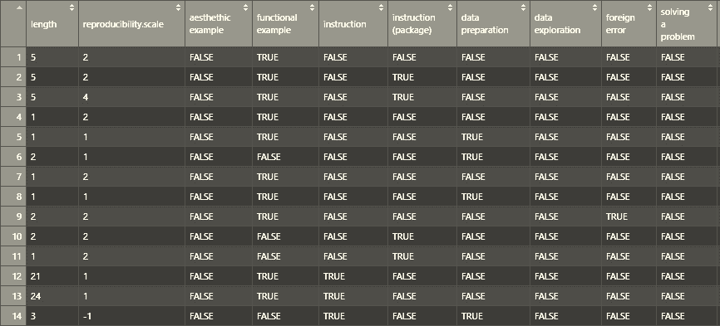 length reproducibility.scale aesthethic example functional example instruction instruction (package) data preparation data exploration foreign error solving a problem
1 5 2 FALSE TRUE FALSE FALSE FALSE FALSE FALSE FALSE
2 5 2 FALSE TRUE FALSE TRUE FALSE FALSE FALSE FALSE
3 5 4 FALSE TRUE FALSE TRUE FALSE FALSE FALSE FALSE
4 1 2 FALSE TRUE FALSE FALSE FALSE FALSE FALSE FALSE
5 1 1 FALSE TRUE FALSE FALSE TRUE FALSE FALSE FALSE
6 2 1 FALSE FALSE FALSE FALSE TRUE FALSE FALSE FALSE
7 1 2 FALSE TRUE FALSE FALSE FALSE FALSE FALSE FALSE
8 1 1 FALSE TRUE FALSE FALSE TRUE FALSE FALSE FALSE
9 2 2 FALSE TRUE FALSE FALSE FALSE FALSE TRUE FALSE
10 2 2 FALSE FALSE FALSE TRUE FALSE FALSE FALSE FALSE
11 1 2 FALSE FALSE FALSE TRUE FALSE FALSE FALSE FALSE
12 21 1 FALSE TRUE TRUE FALSE FALSE FALSE FALSE FALSE
13 24 1 FALSE TRUE TRUE FALSE FALSE FALSE FALSE FALSE
14 3 -1 FALSE FALSE TRUE FALSE TRUE FALSE FALSE FALSE